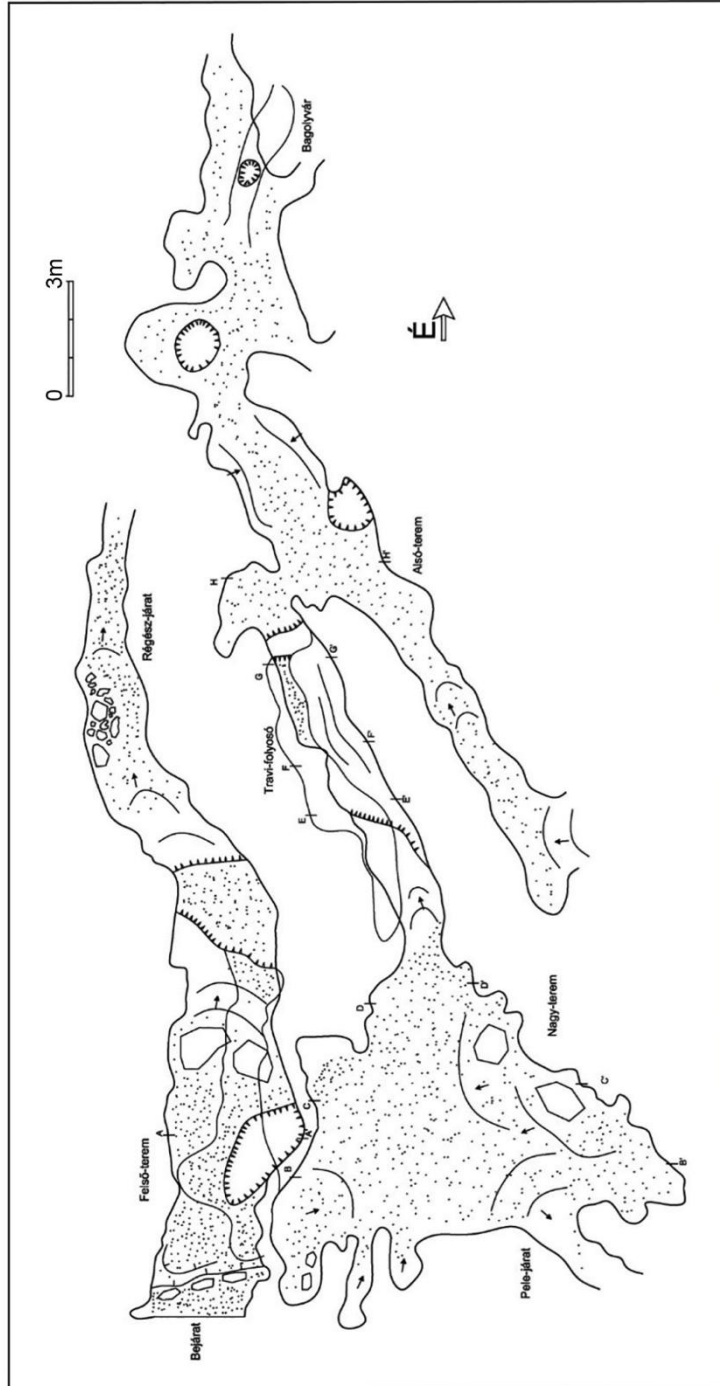 Bagolyvár
0 3m
É
Régész-járat
Alsó-terem
H
H'
G
G'
Travi-folyosó
F
F'
E
E'
D
D'
Nagy-terem
Felső-terem
A
A'
C
C'
B
B'
Pele-járat
Bejárat